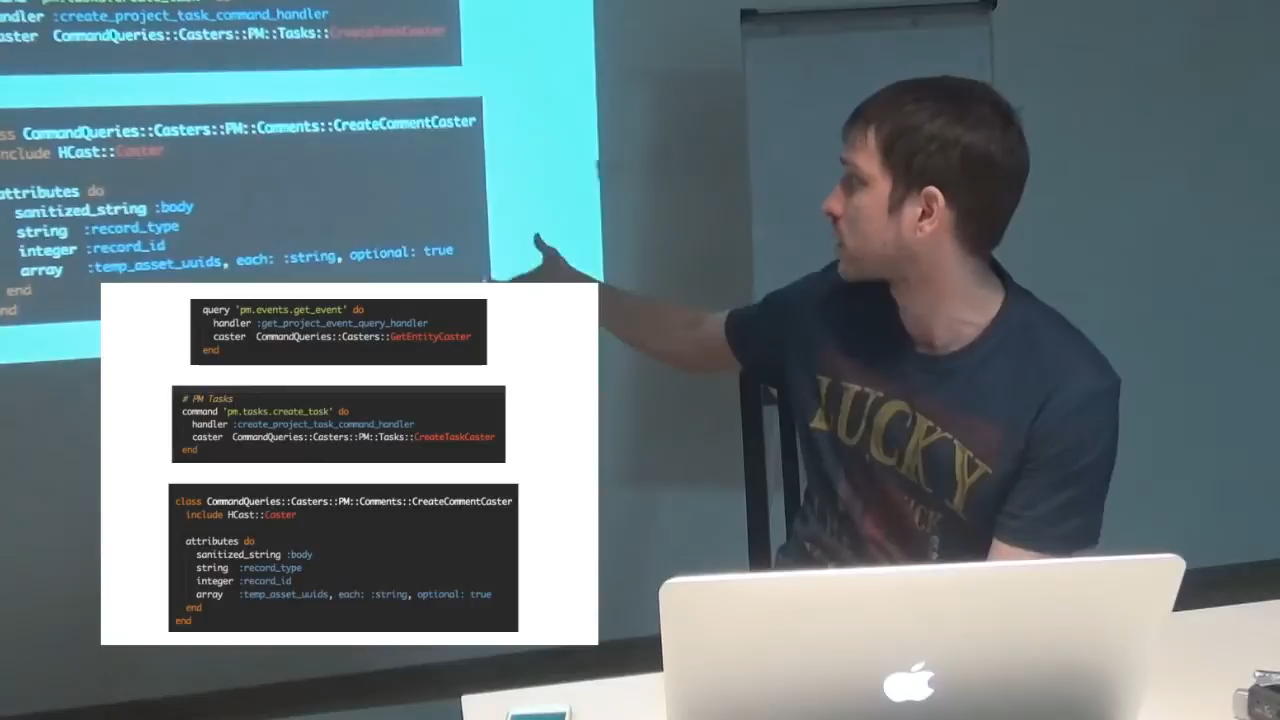 :create_project_task_command_handler
CommandQueries::Casters::PM::Tasks::CreateTaskCaster
CommandQueries::Casters::PM::Comments::CreateCommentCaster
HCast::Caster
attributes do
sanitized_string :body
string :record_type
integer :record_id
array :temp_asset_uuids, each: :string, optional: true
end
query 'pm.events.get_event' do
handler :get_project_event_query_handler
caster CommandQueries::Casters::GetEntityCaster
end
# PM Tasks
command 'pm.tasks.create_task' do
handler :create_project_task_command_handler
caster CommandQueries::Casters::PM::Tasks::CreateTaskCaster
end
class CommandQueries::Casters::PM::Comments::CreateCommentCaster
include HCast::Caster
attributes do
sanitized_string :body
string :record_type
integer :record_id
array :temp_asset_uuids, each: :string, optional: true
end
end
LUCKY